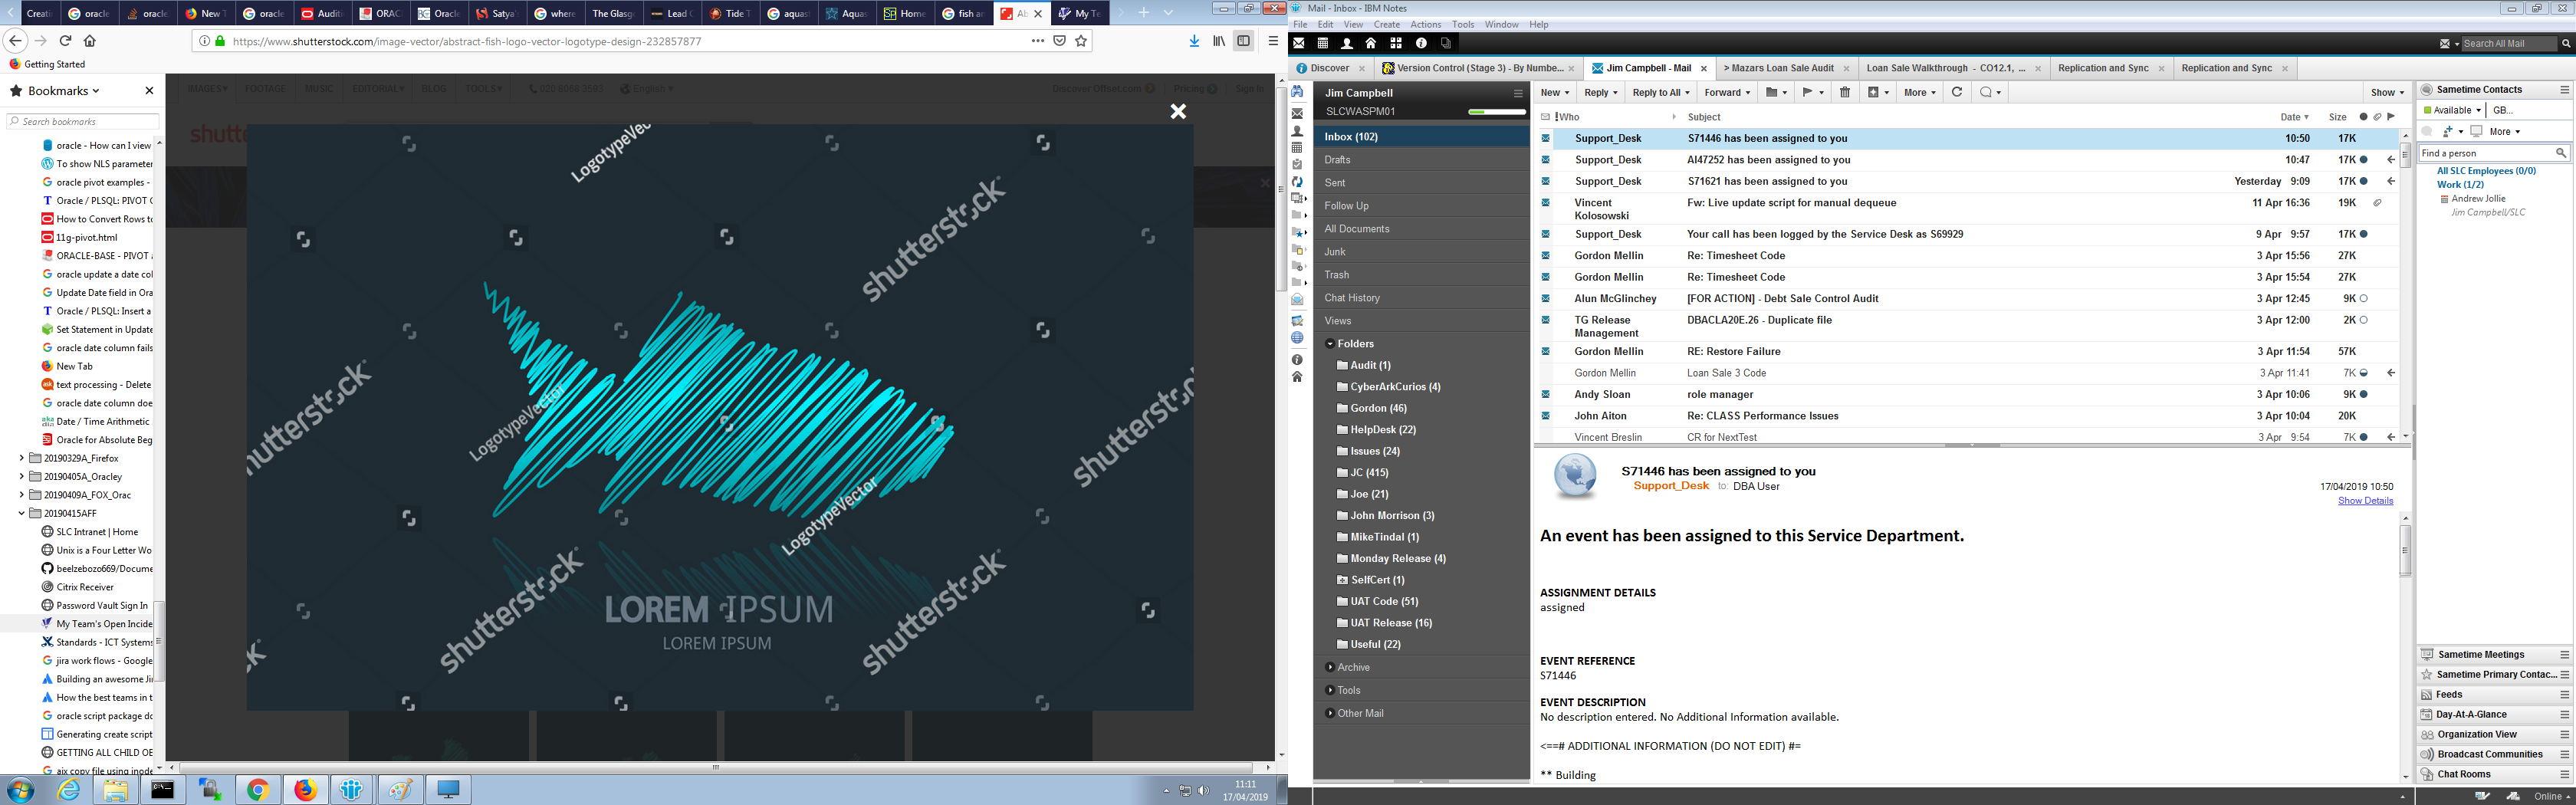 Creati
oracle
oracle
New T
oracle
Auditi
ORAC
Oracle
Satya'
where
The Glasg
Lead C
Tide T
aquast
Aquas
Home
fish ar
Ab
My Te
https://www.shutterstock.com/image-vector/abstract-fish-logo-vector-logotype-design-232857877
Getting Started
Bookmarks
Search bookmarks
oracle - How can I view
To show NLS parameter
oracle pivot examples -
Oracle / PLSQL: PIVOT C
How to Convert Rows to
11g-pivot.html
ORACLE-BASE - PIVOT a
oracle update a date col
Update Date field in Ora
Oracle / PLSQL: Insert a
Set Statement in Update
oracle date column fails
New Tab
text processing - Delete
oracle date column doe
Date / Time Arithmetic
Oracle for Absolute Beg
20190329A_Firefox
20190405A_Oracley
20190409A_FOX_Orac
20190415AFF
SLC Intranet | Home
Unix is a Four Letter Wo
beelzebozo669/Docume
Citrix Receiver
Password Vault Sign In
My Team's Open Incide
Standards - ICT Systems
jira work flows - Google
Building an awesome Jir
How the best teams in t
oracle script package dc
Generating create script
GETTING ALL CHILD OB
aix copy file using inode
IMAGES FOOTAGE MUSIC EDITORIAL BLOG TOOLS 020 8068 2693 English Discover Offset.com Pricing Sign In
LogotypeVector
shutterstock
shutterstock
LogotypeVector
shutterstock
LogotypeVector
shutterstock
shutterstock
LOREM IPSUM
LOREM IPSUM
11:11
17/04/2019
Mail - Inbox - IBM Notes
File Edit View Create Actions Tools Window Help
Search All Mail
Discover
Version Control (Stage 3) - By Numbe...
Jim Campbell - Mail
> Mazars Loan Sale Audit
Loan Sale Walkthrough - CO12.1, ...
Replication and Sync
Replication and Sync
Jim Campbell
SLCWASPM01
Inbox (102)
Drafts
Sent
Follow Up
All Documents
Junk
Trash
Chat History
Views
Folders
Audit (1)
CyberArkCurios (4)
Gordon (46)
HelpDesk (22)
Issues (24)
JC (415)
Joe (21)
John Morrison (3)
MikeTindal (1)
Monday Release (4)
SelfCert (1)
UAT Code (51)
UAT Release (16)
Useful (22)
Archive
Tools
Other Mail
New Reply Reply to All Forward More Show
! Who Subject Date Size
Support_Desk S71446 has been assigned to you 10:50 17K
Support_Desk AI47252 has been assigned to you 10:47 17K
Support_Desk S71621 has been assigned to you Yesterday 9:09 17K
Vincent Kolosowski Fw: Live update script for manual dequeue 11 Apr 16:36 19K
Support_Desk Your call has been logged by the Service Desk as S69929 9 Apr 9:57 17K
Gordon Mellin Re: Timesheet Code 3 Apr 15:56 27K
Gordon Mellin Re: Timesheet Code 3 Apr 15:54 27K
Alun McGlinchey [FOR ACTION] - Debt Sale Control Audit 3 Apr 12:45 9K
TG Release Management DBACLA20E.26 - Duplicate file 3 Apr 12:00 2K
Gordon Mellin RE: Restore Failure 3 Apr 11:54 57K
Gordon Mellin Loan Sale 3 Code 3 Apr 11:41 7K
Andy Sloan role manager 3 Apr 10:06 9K
John Aiton Re: CLASS Performance Issues 3 Apr 10:04 20K
Vincent Breslin CR for NextTest 3 Apr 9:54 7K
S71446 has been assigned to you
Support_Desk to: DBA User
17/04/2019 10:50
Show Details
An event has been assigned to this Service Department.
ASSIGNMENT DETAILS
assigned
EVENT REFERENCE
S71446
EVENT DESCRIPTION
No description entered. No Additional Information available.
<==# ADDITIONAL INFORMATION (DO NOT EDIT) #=
** Building
Sametime Contacts
Available GB...
More
Find a person
All SLC Employees (0/0)
Work (1/2)
Andrew Jollie
Jim Campbell/SLC
Sametime Meetings
Sametime Primary Contac...
Feeds
Day-At-A-Glance
Organization View
Broadcast Communities
Chat Rooms
Online